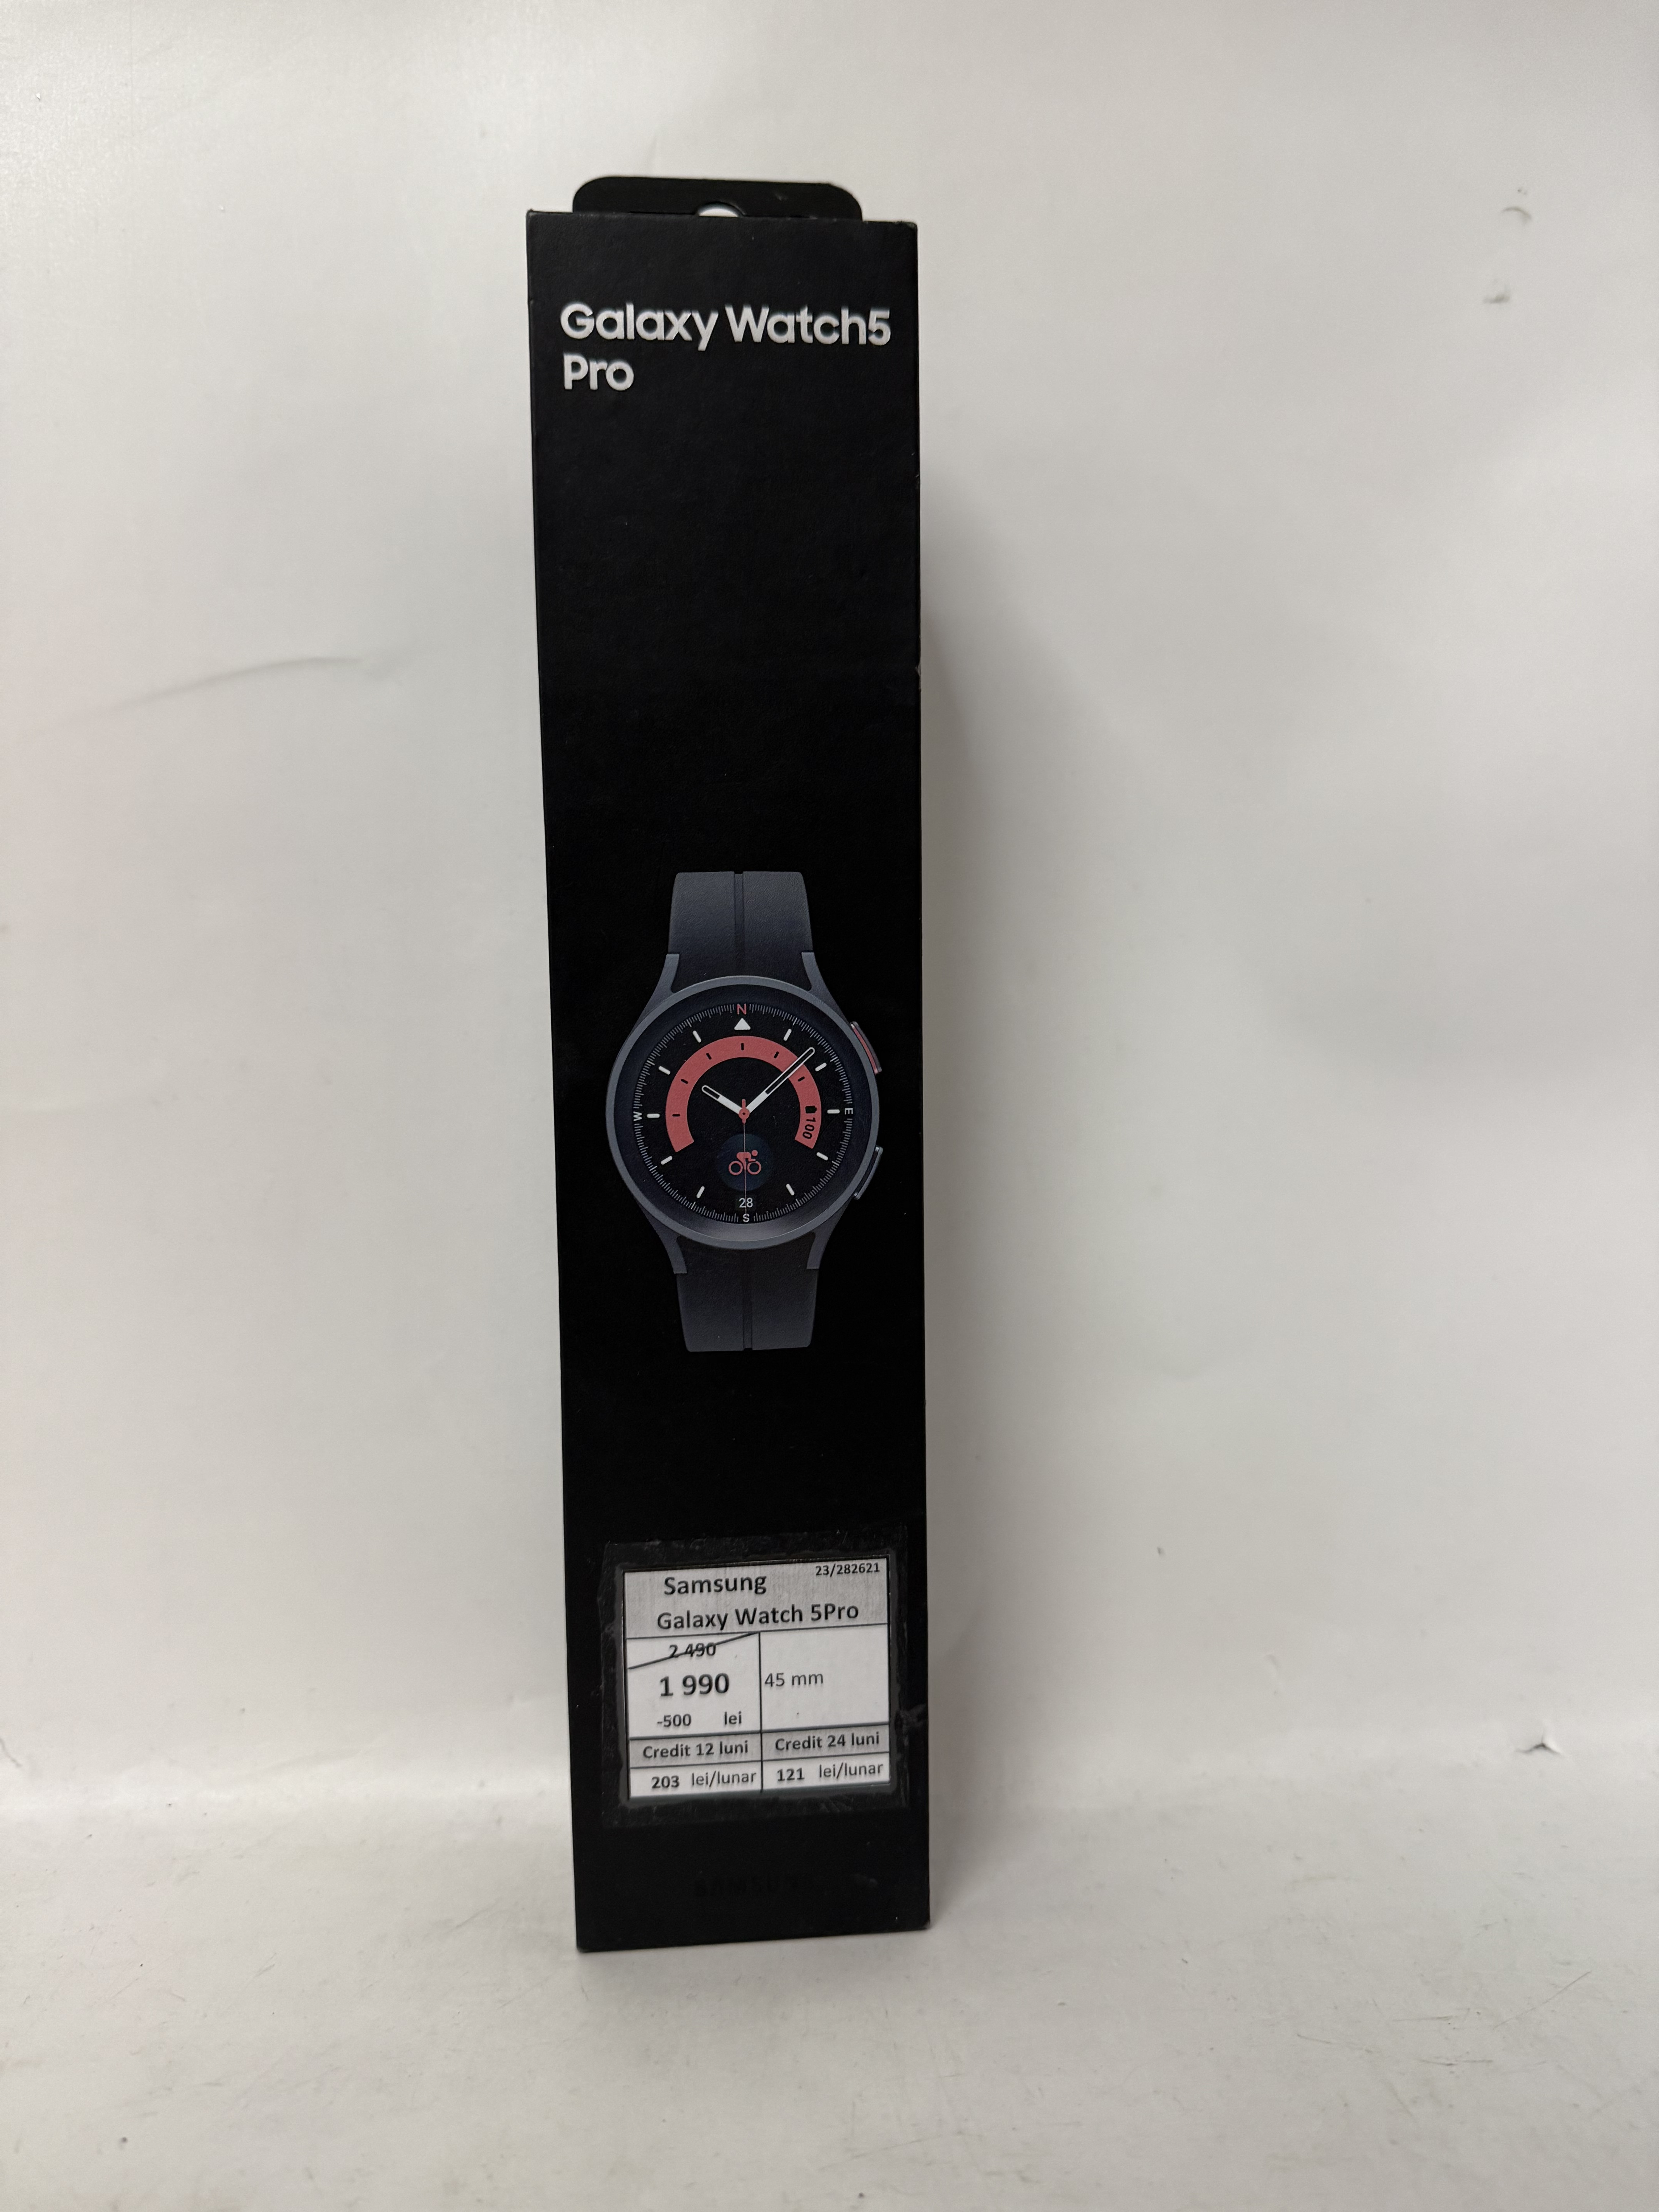 Galaxy Watch5
Pro
N
W
E
100
28
S
23/282621
Samsung
Galaxy Watch 5Pro
2 490
1 990
-500 lei
45 mm
Credit 12 luni
Credit 24 luni
203 lei/lunar
121 lei/lunar